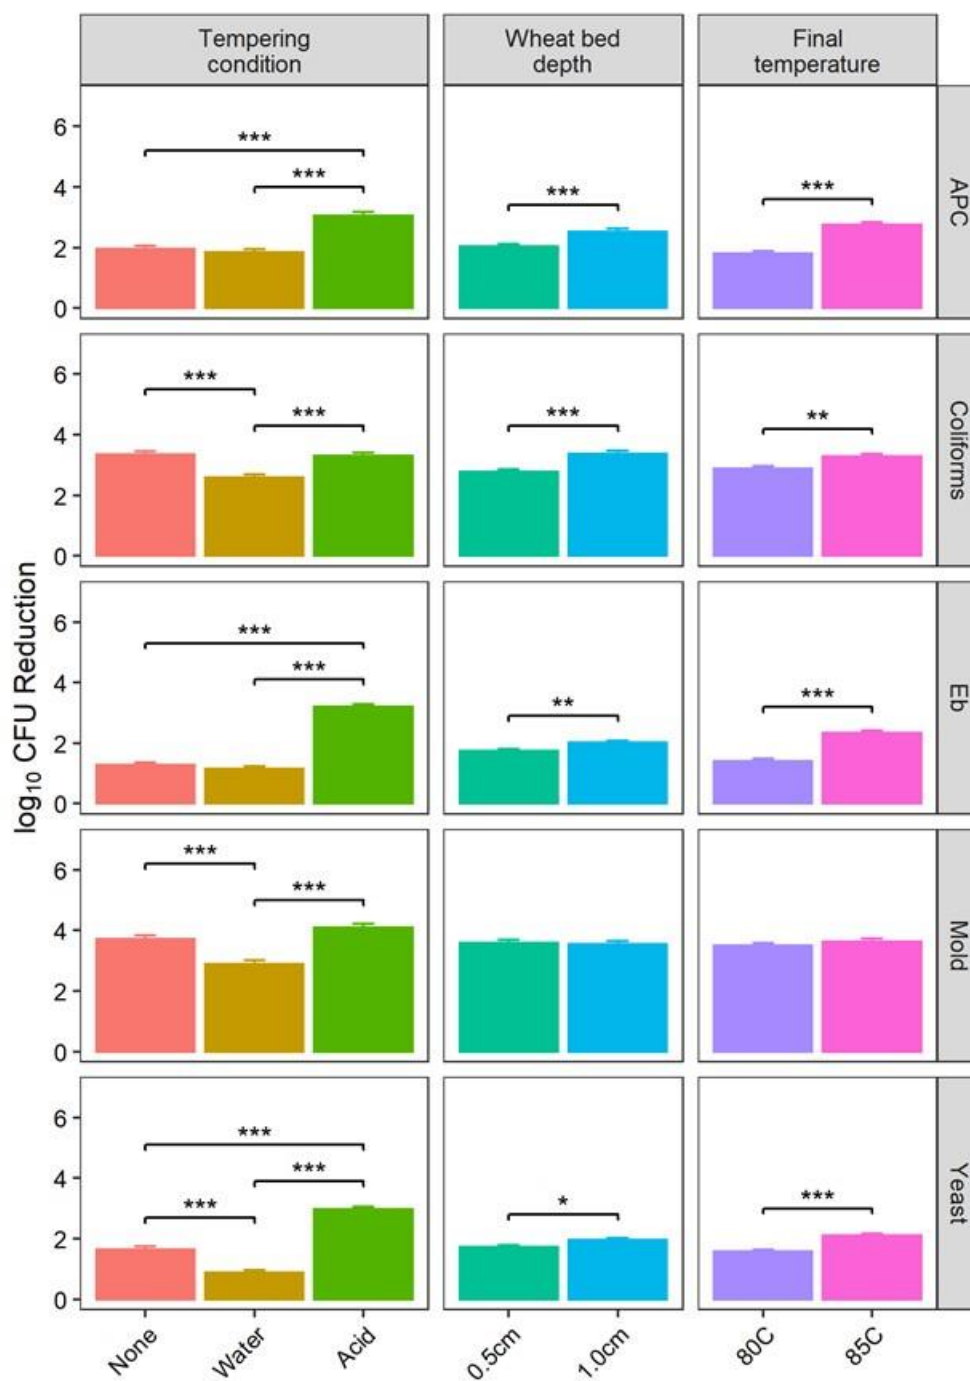 Tempering
condition
Wheat bed
depth
Final
temperature
log10 CFU Reduction
6
4
2
0
***
***
***
***
APC
6
4
2
0
***
***
***
**
Coliforms
6
4
2
0
***
***
**
***
Eb
6
4
2
0
***
***
Mold
6
4
2
0
***
***
***
*
***
Yeast
None
Water
Acid
0.5cm
1.0cm
80C
85C